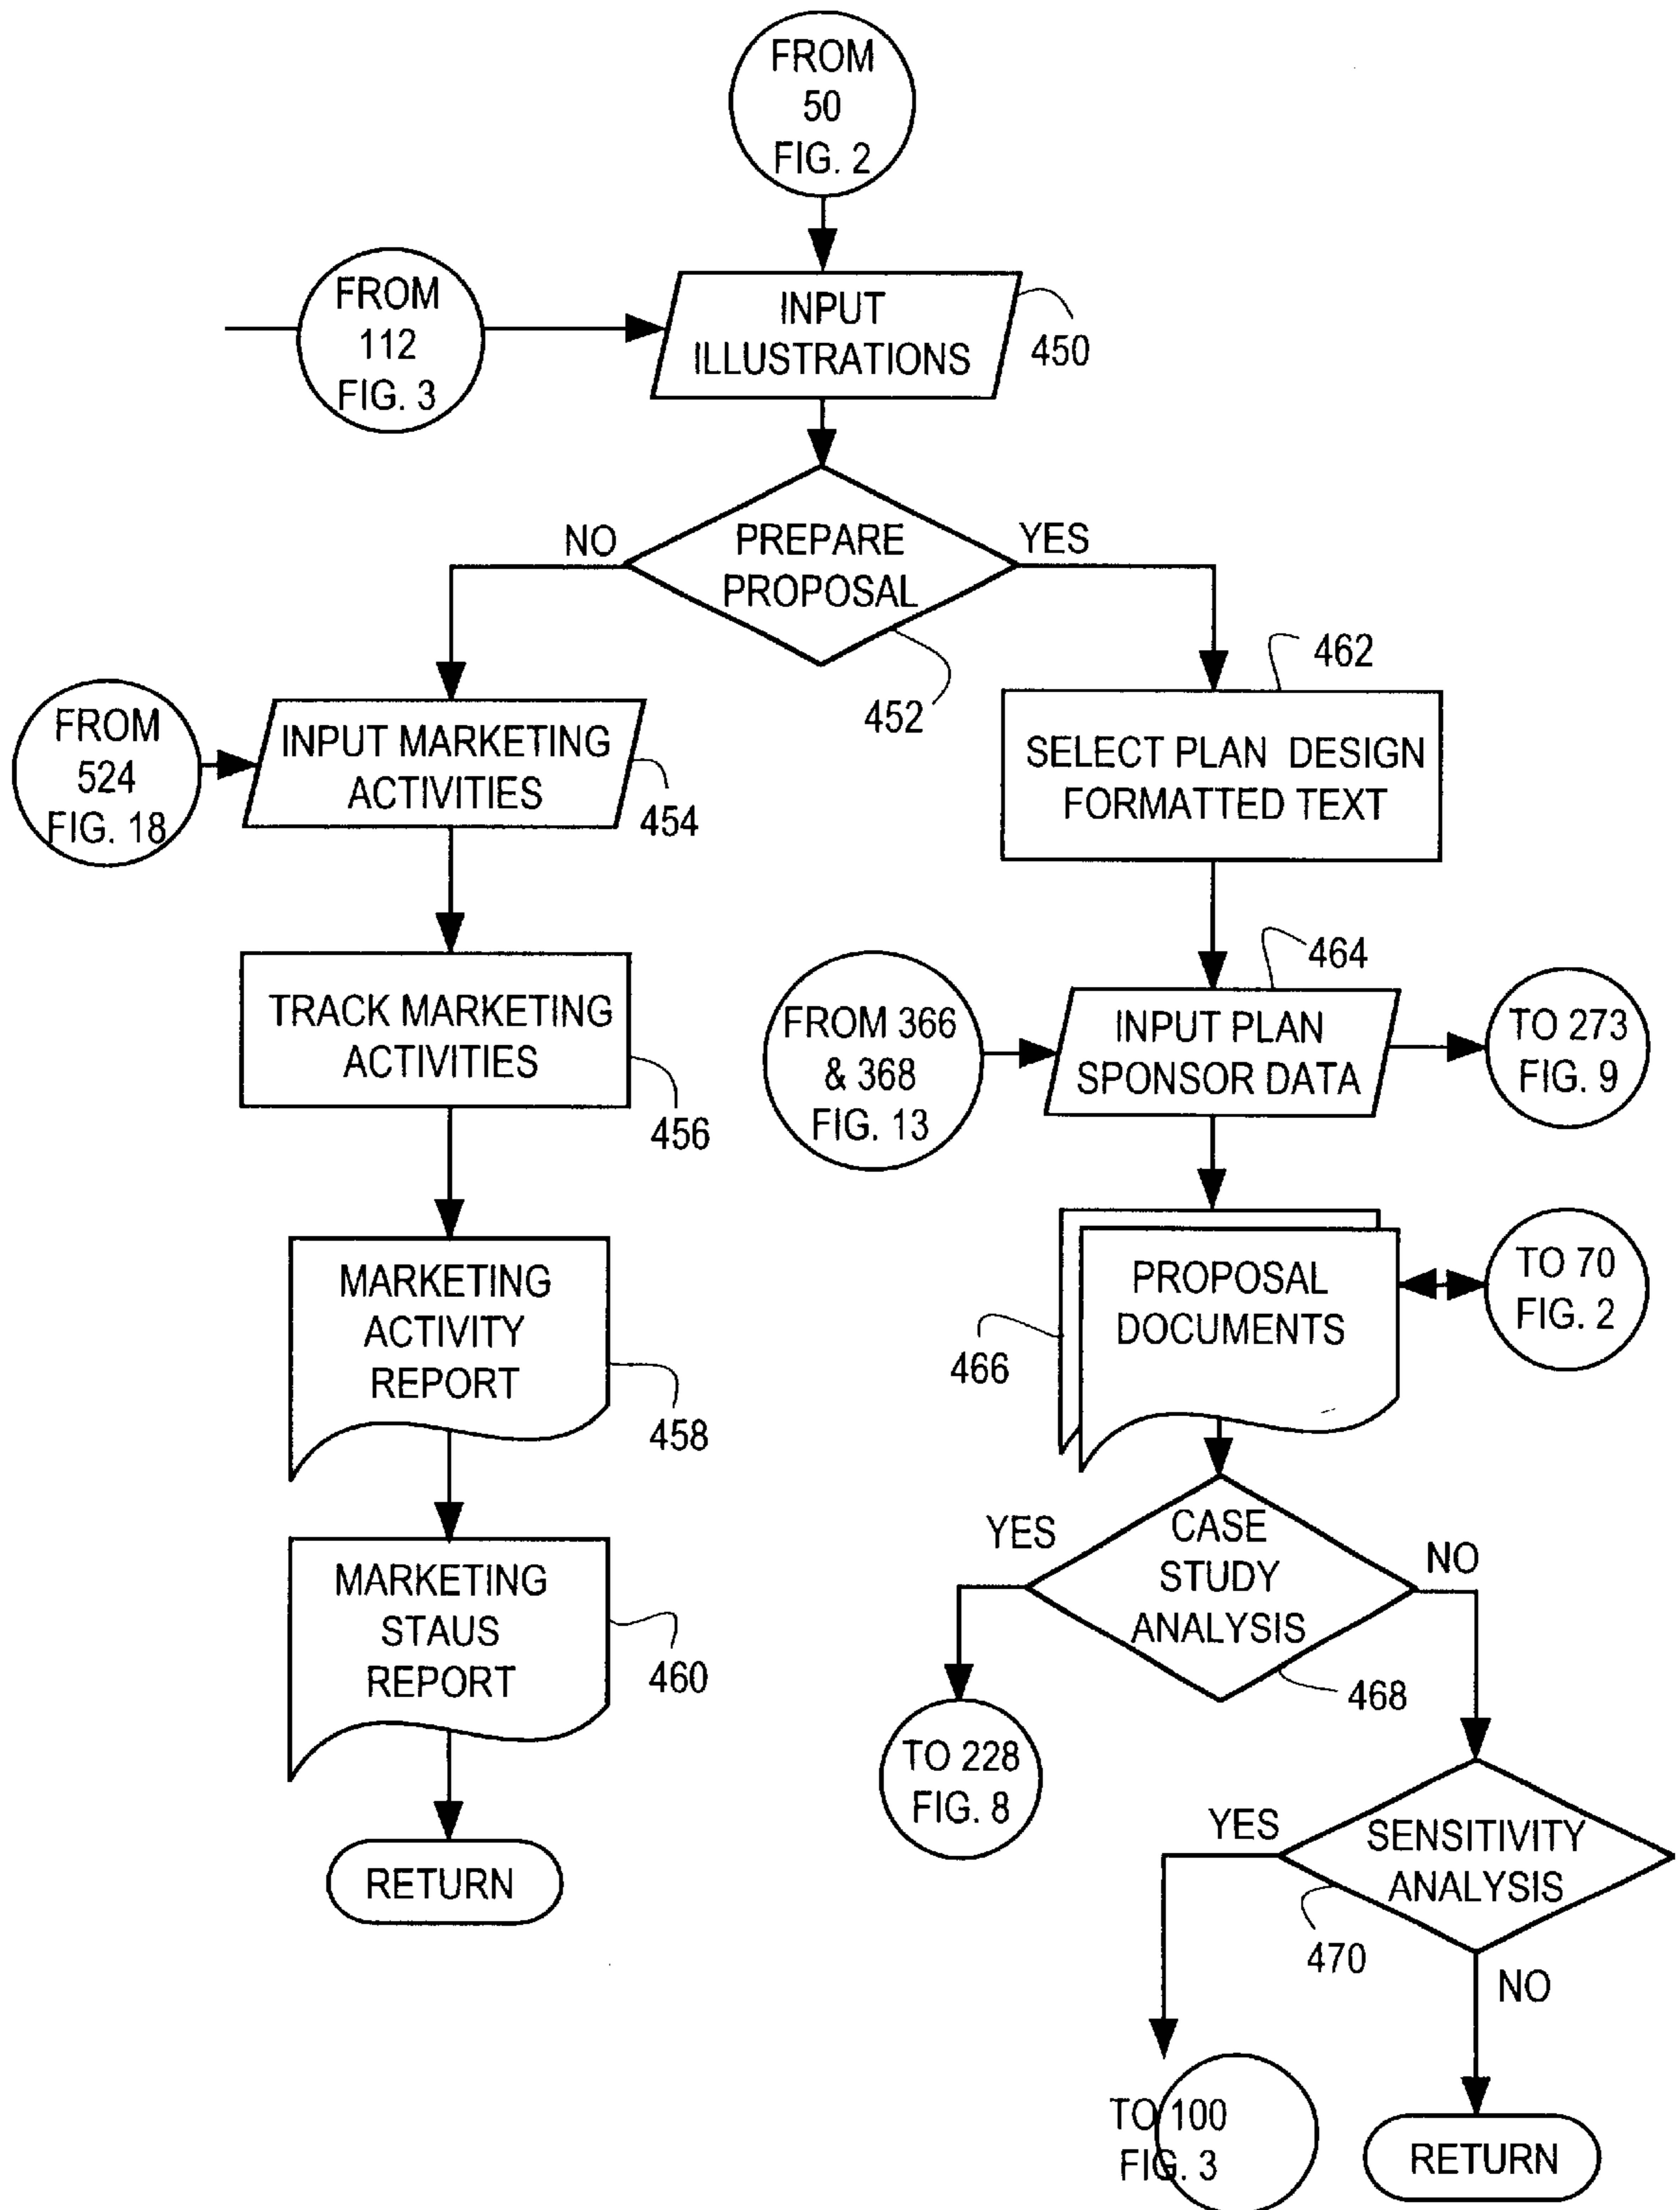 FROM
50
FIG. 2
FROM
112
FIG. 3
INPUT
ILLUSTRATIONS
450
PREPARE
PROPOSAL
NO
YES
452
462
FROM
524
FIG. 18
INPUT MARKETING
ACTIVITIES
454
SELECT PLAN DESIGN
FORMATTED TEXT
464
TRACK MARKETING
ACTIVITIES
456
FROM 366
& 368
FIG. 13
INPUT PLAN
SPONSOR DATA
TO 273
FIG. 9
MARKETING
ACTIVITY
REPORT
458
PROPOSAL
DOCUMENTS
466
TO 70
FIG. 2
MARKETING
STAUS
REPORT
460
YES
CASE
STUDY
ANALYSIS
NO
468
TO 228
FIG. 8
RETURN
YES
SENSITIVITY
ANALYSIS
470
NO
TO 100
FIG. 3
RETURN